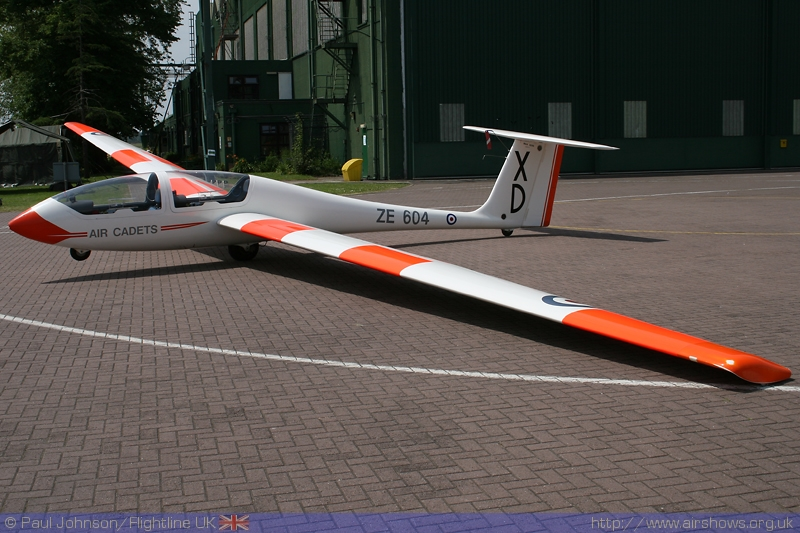 X
D
ZE 604
AIR CADETS
© Paul Johnson/Flightline UK
http://www.airshows.org.uk